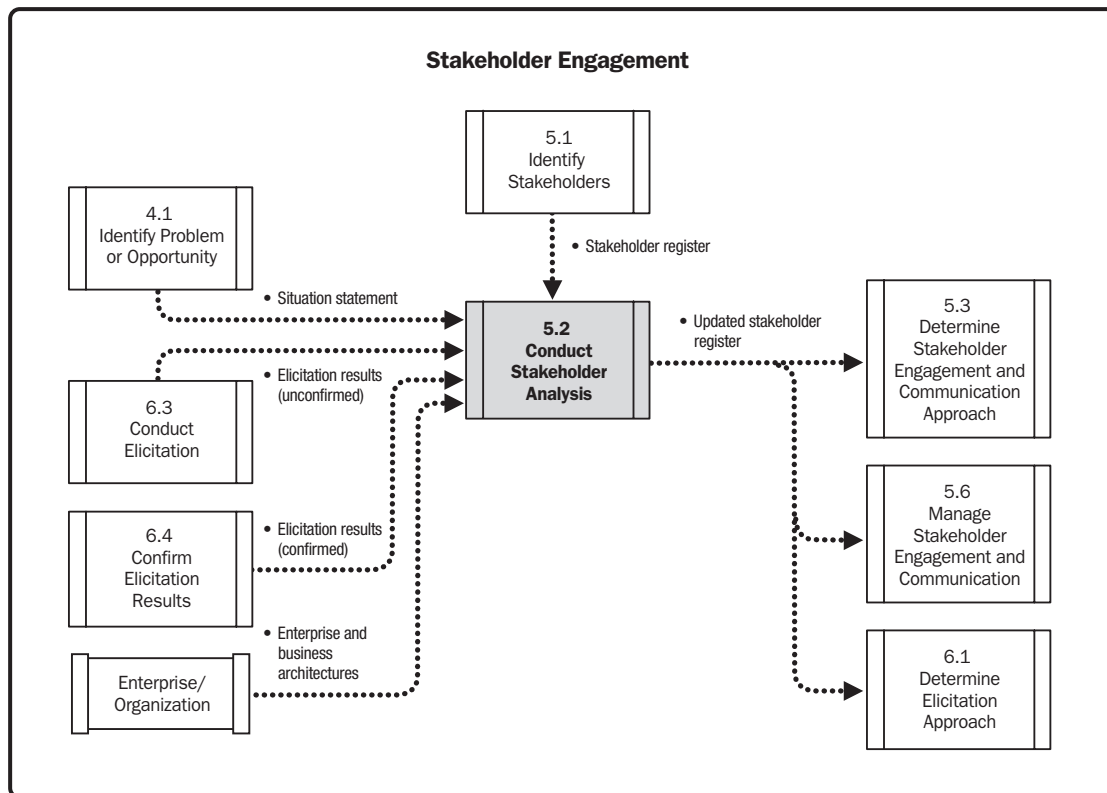 Stakeholder Engagement
5.1
Identify
Stakeholders
4.1
Identify Problem
or Opportunity
• Stakeholder register
• Situation statement
5.2
Conduct
Stakeholder
Analysis
• Updated stakeholder
register
5.3
Determine
Stakeholder
Engagement and
Communication
Approach
• Elicitation results
(unconfirmed)
6.3
Conduct
Elicitation
5.6
Manage
Stakeholder
Engagement and
Communication
6.4
Confirm
Elicitation
Results
• Elicitation results
(confirmed)
• Enterprise and
business
architectures
Enterprise/
Organization
6.1
Determine
Elicitation
Approach